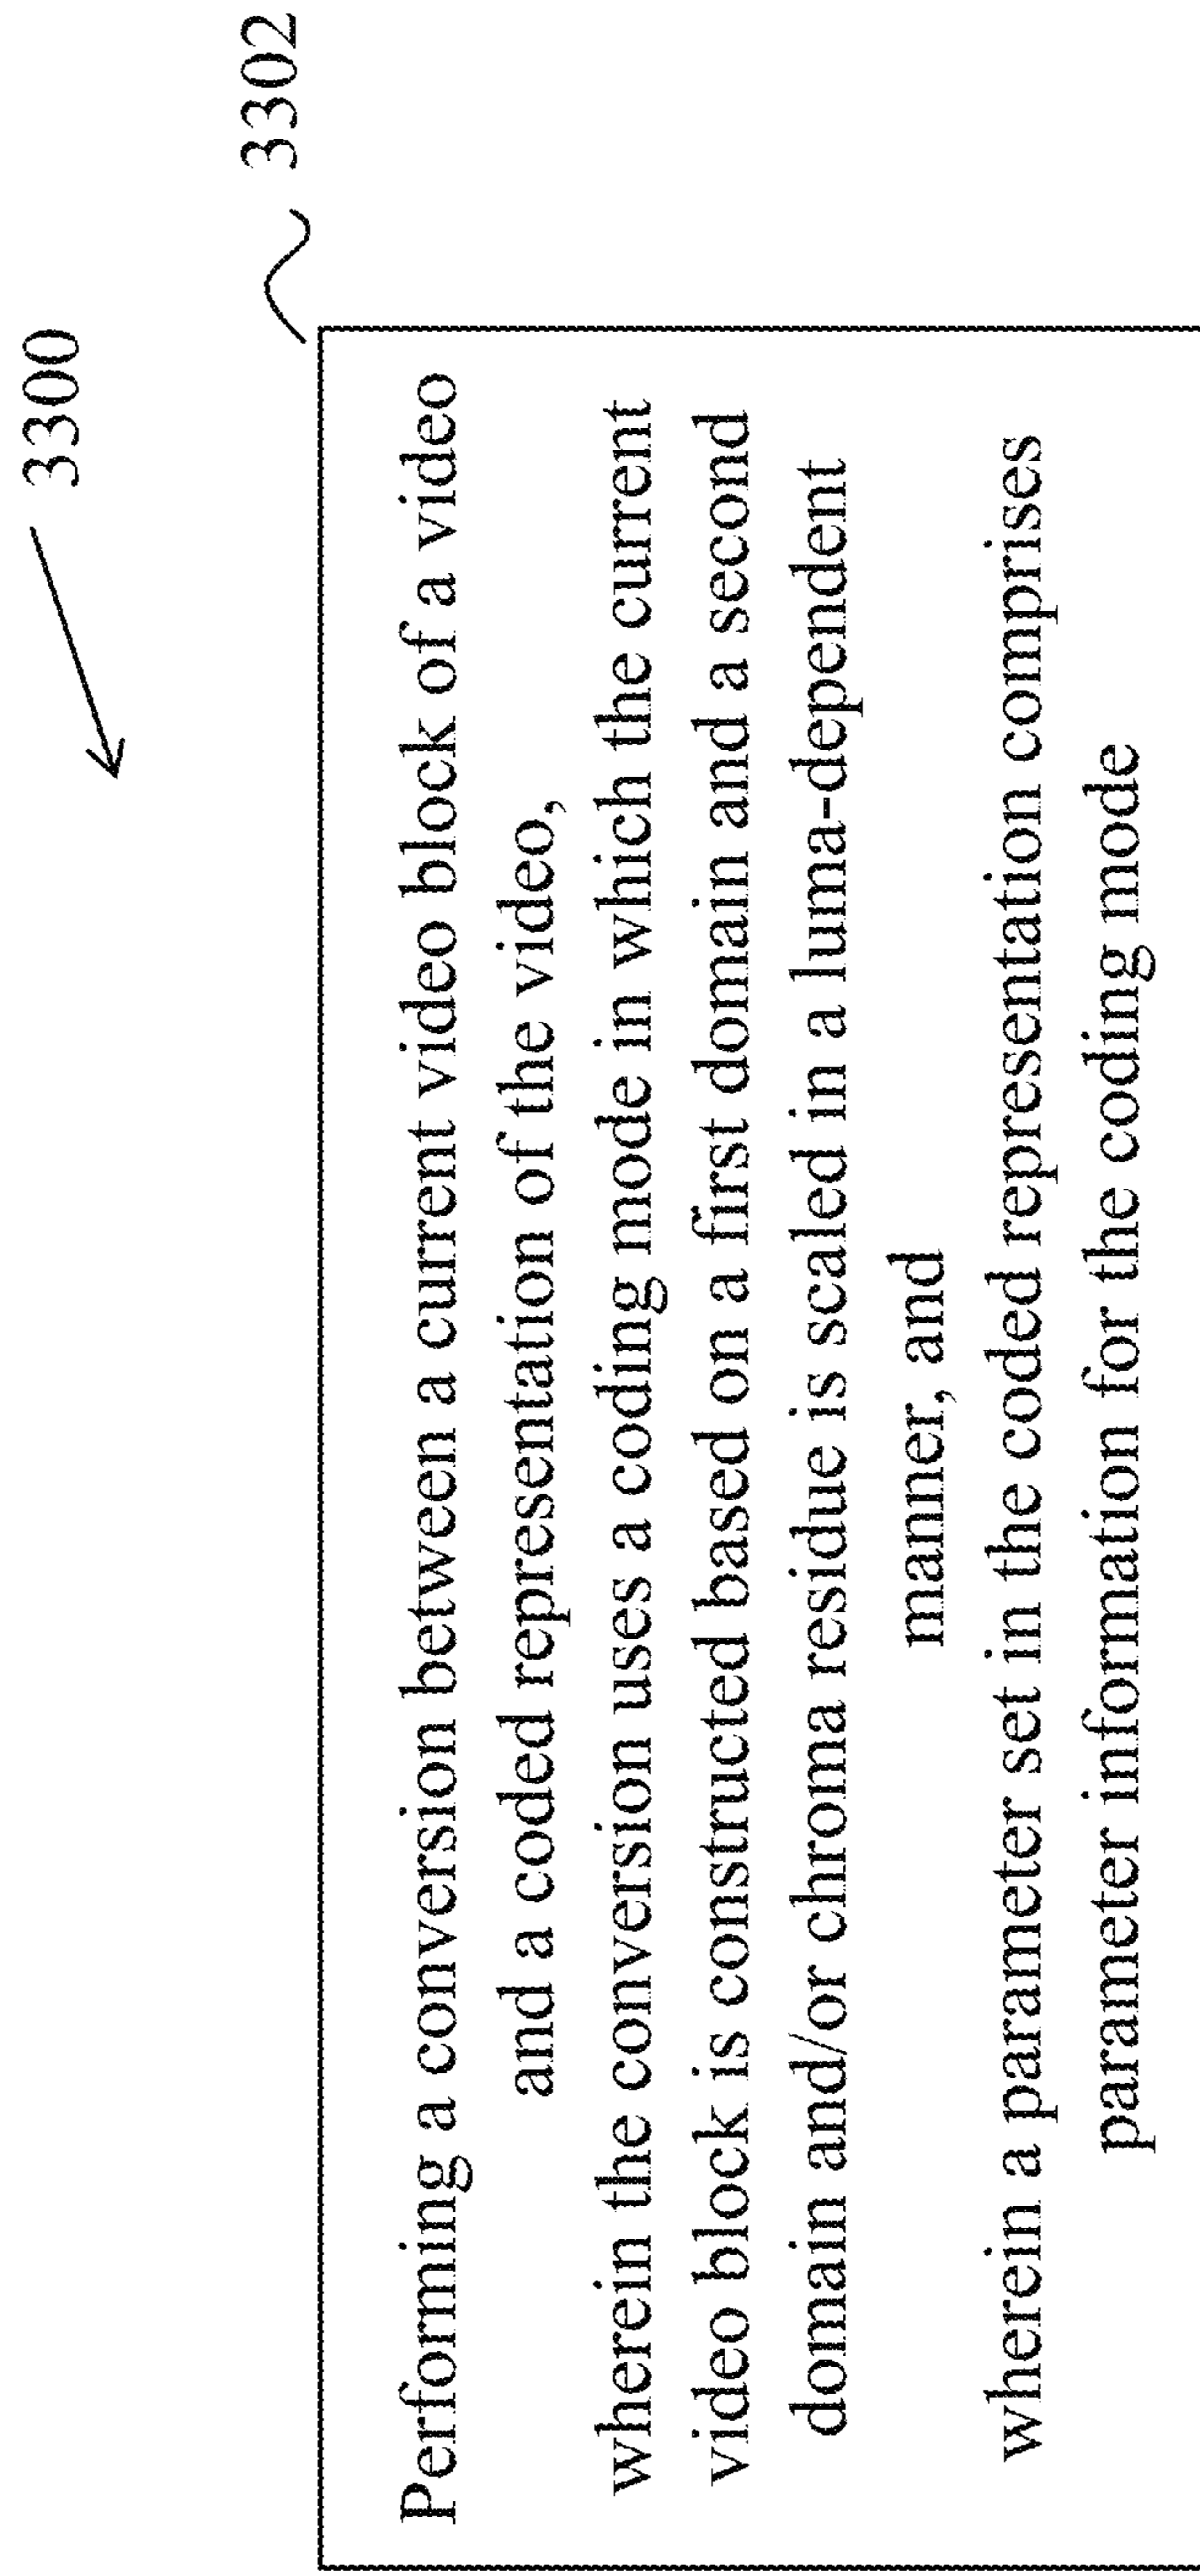 3300
3302
Performing a conversion between a current video block of a video
and a coded representation of the video,
wherein the conversion uses a coding mode in which the current
video block is constructed based on a first domain and a second
domain and/or chroma residue is scaled in a luma-dependent
manner, and
wherein a parameter set in the coded representation comprises
parameter information for the coding mode